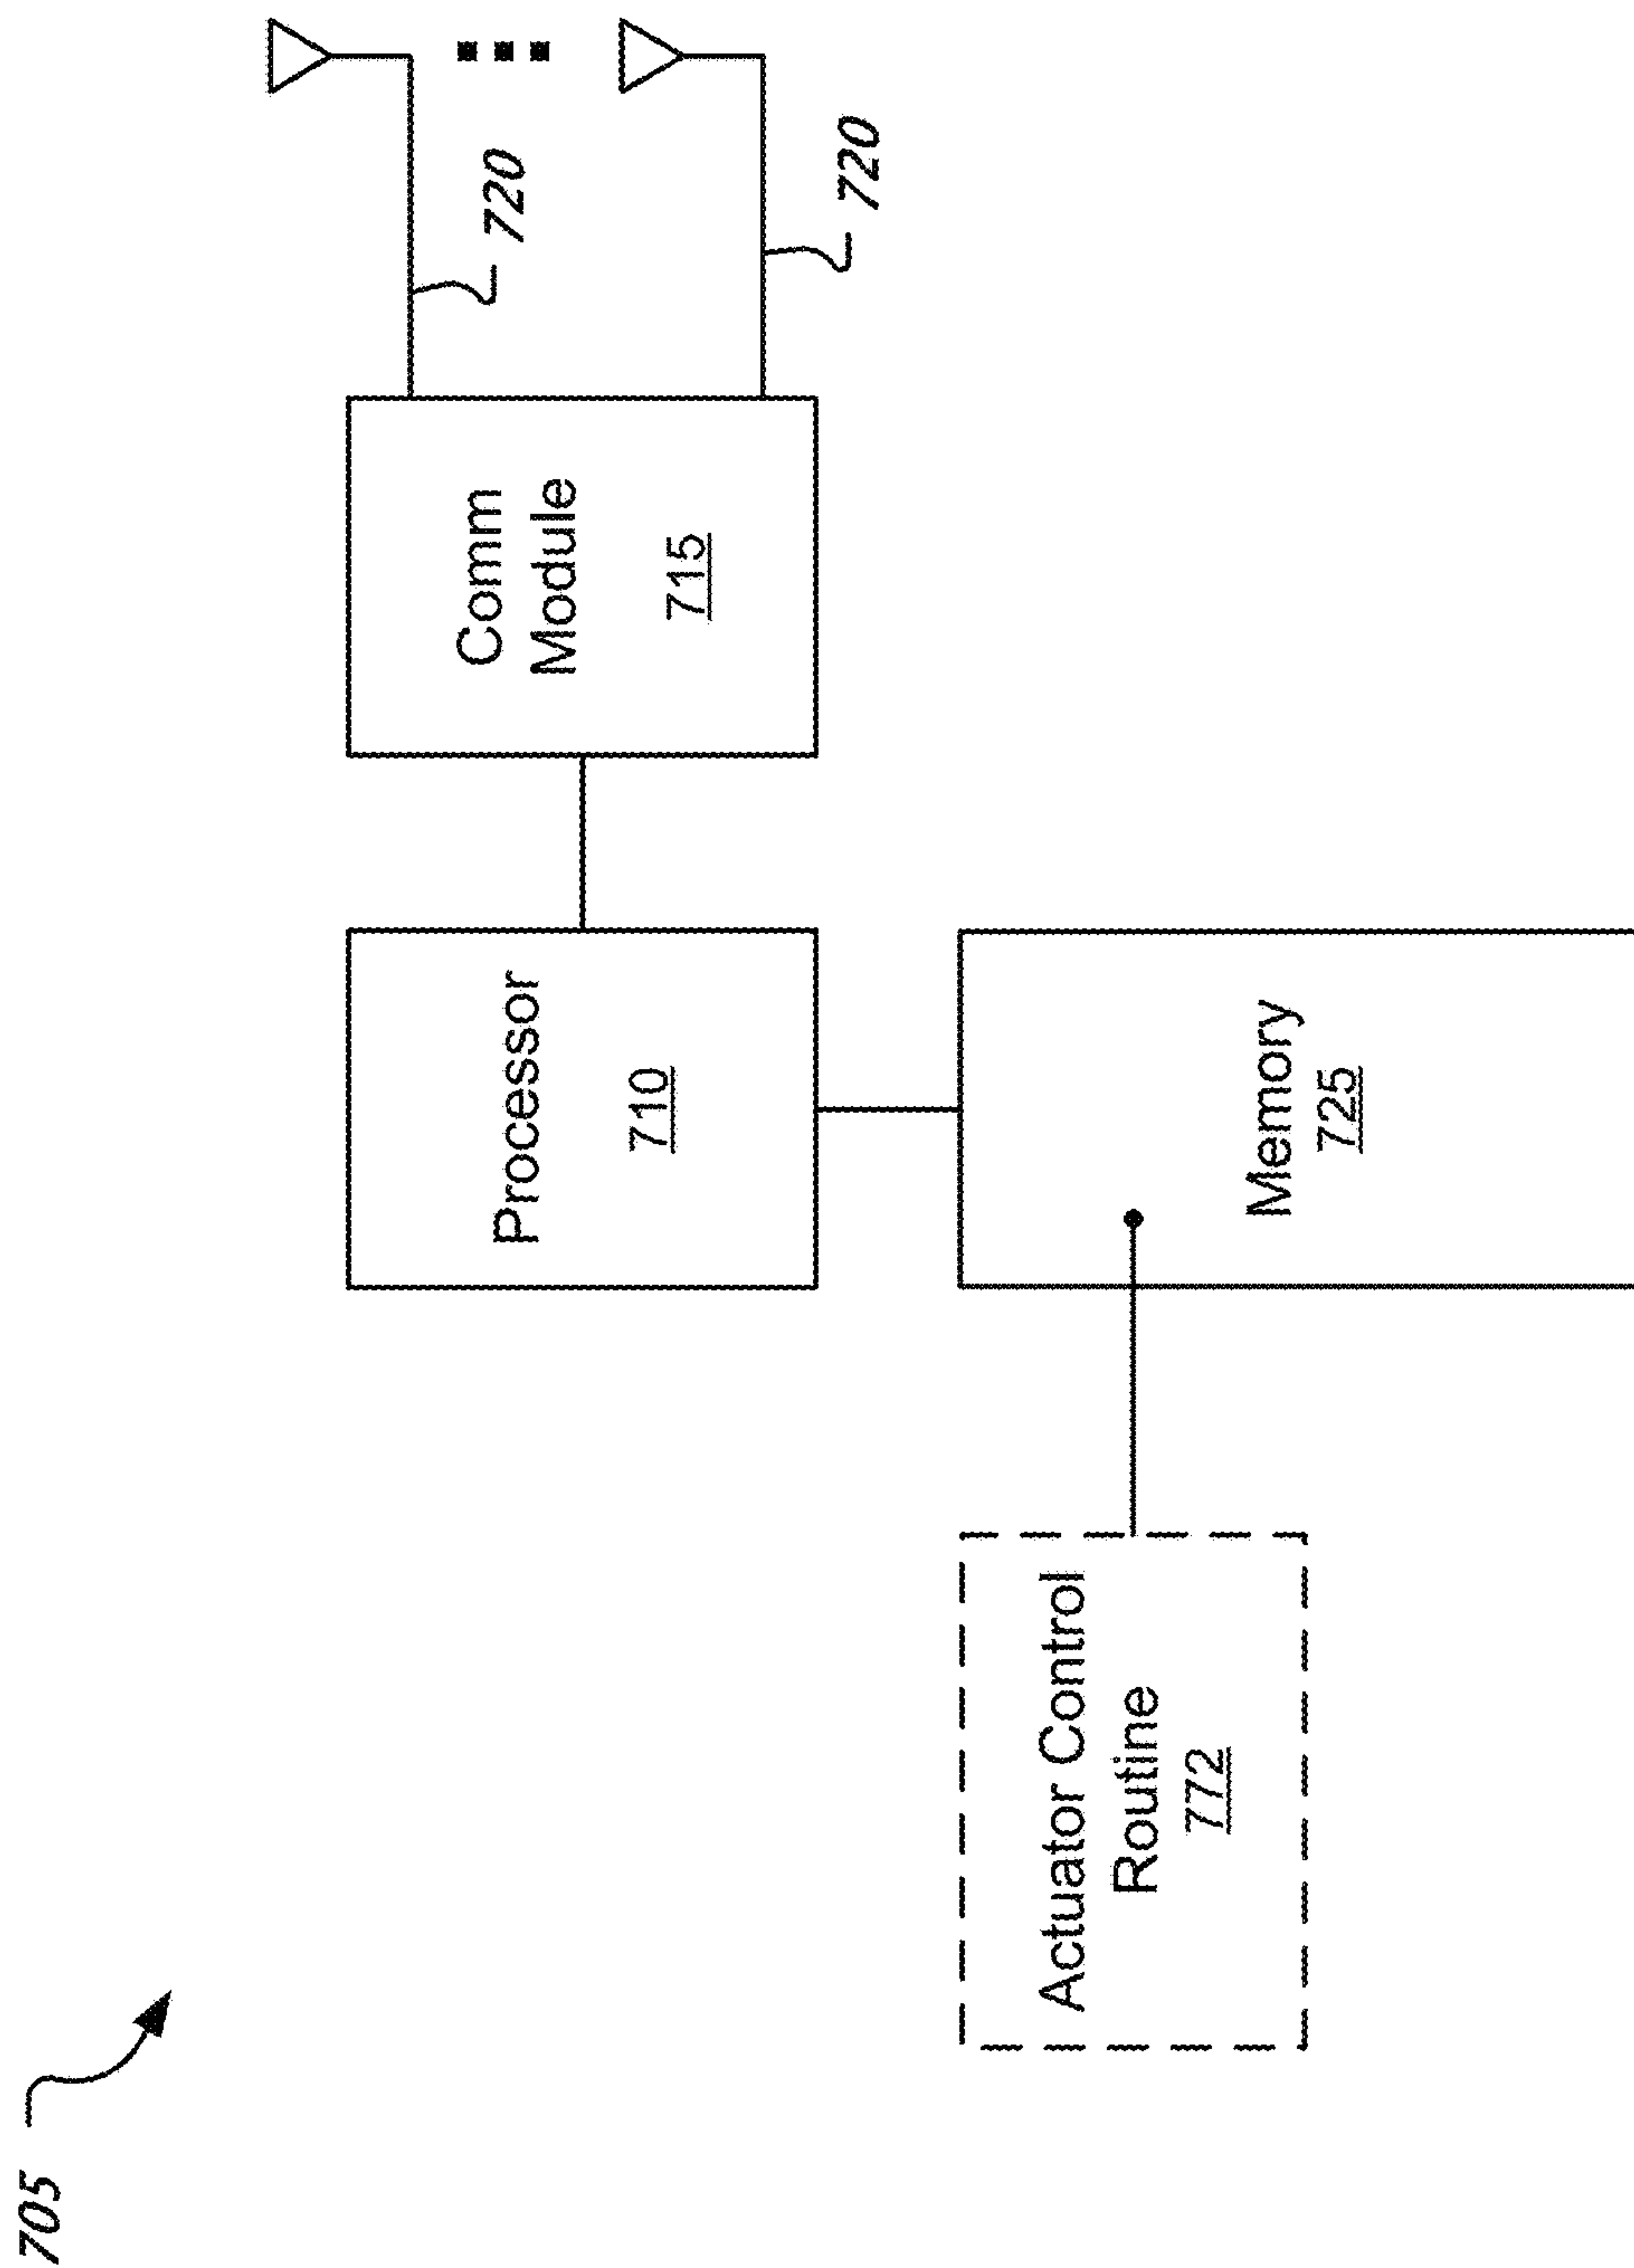 705
Processor
710
Comm
Module
715
720
720
Actuator Control
Routine
772
Memory
725